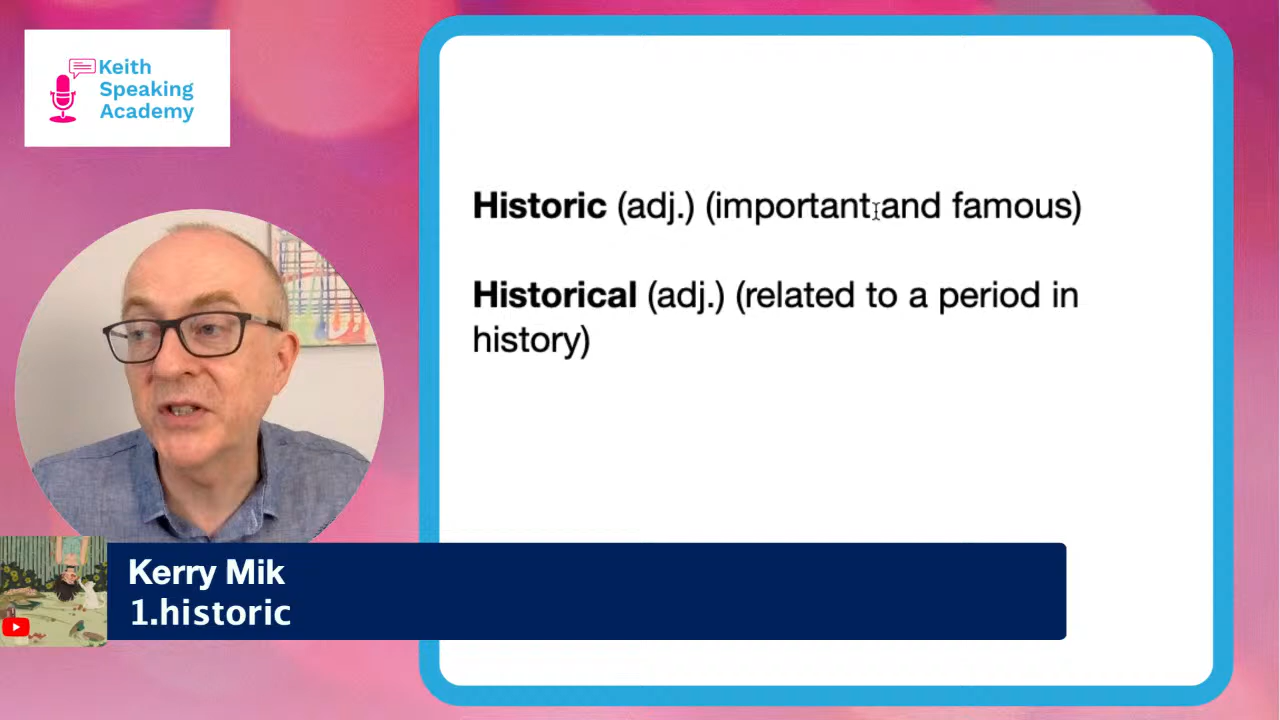 Keith
Speaking
Academy
Historic (adj.) (important and famous)
Historical (adj.) (related to a period in
history)
Kerry Mik
1.historic